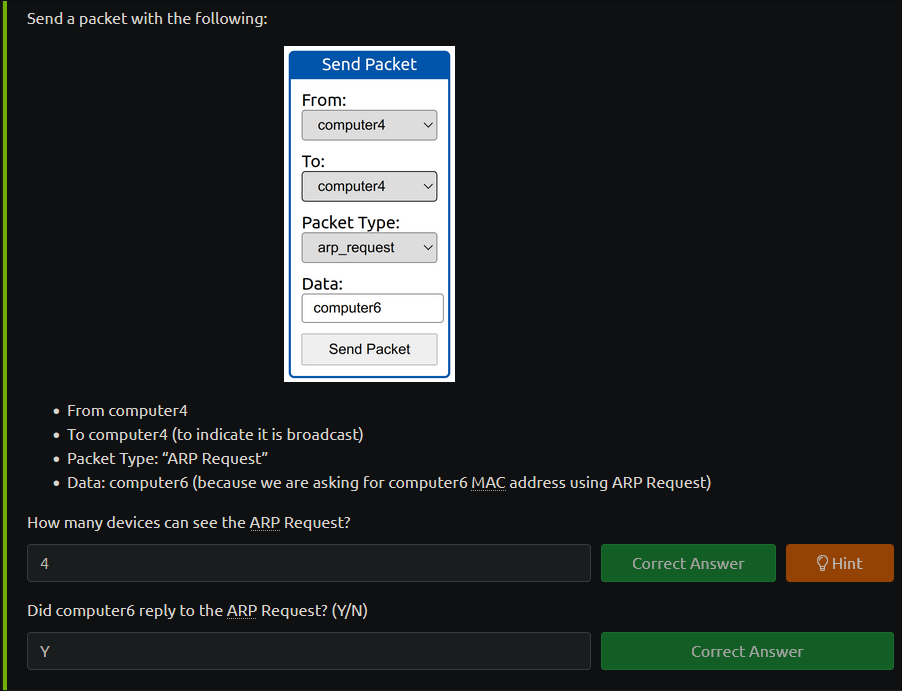 Send a packet with the following:
Send Packet
From:
computer4
To:
computer4
Packet Type:
arp_request
Data:
computer6
Send Packet
• From computer4
• To computer4 (to indicate it is broadcast)
• Packet Type: “ARP Request”
• Data: computer6 (because we are asking for computer6 MAC address using ARP Request)
How many devices can see the ARP Request?
4 Correct Answer Hint
Did computer6 reply to the ARP Request? (Y/N)
Y Correct Answer